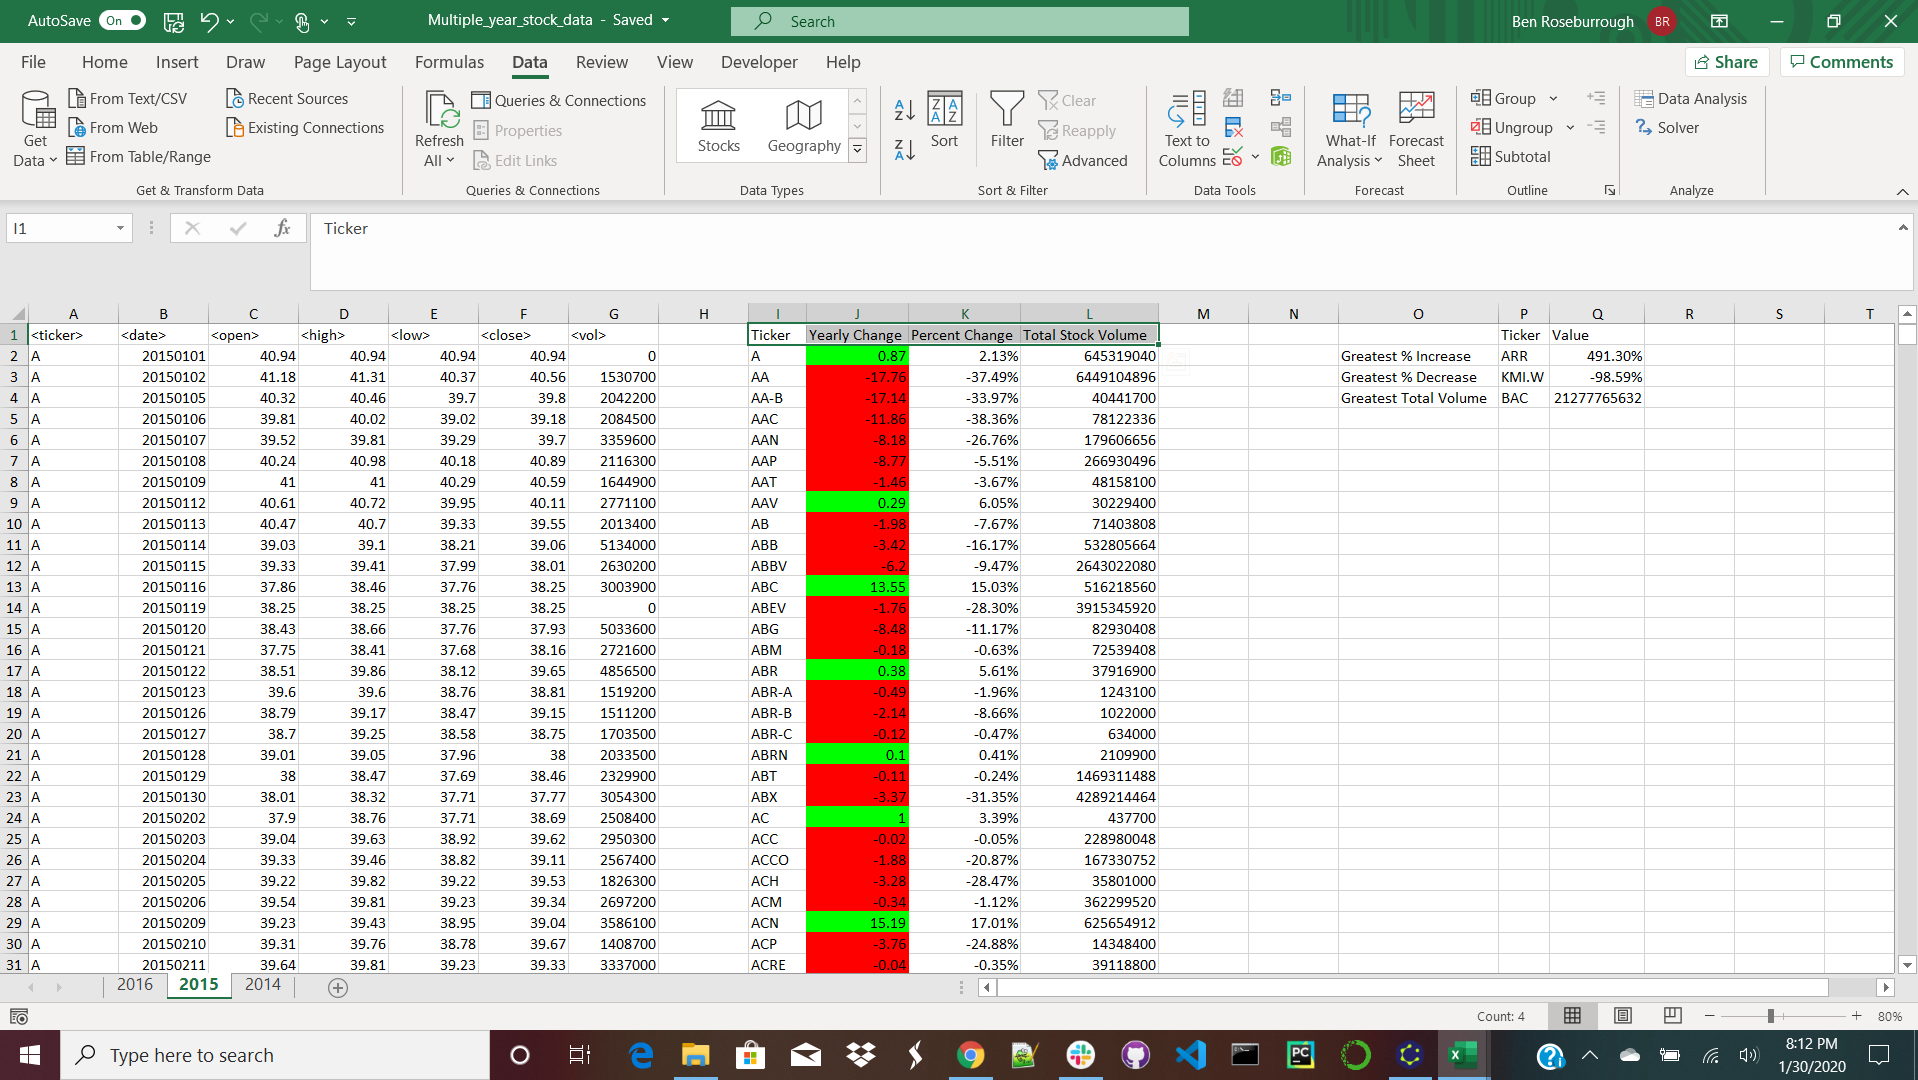 AutoSave On Multiple_year_stock_data - Saved Search Ben Roseburrough BR
File Home Insert Draw Page Layout Formulas Data Review View Developer Help Share Comments
Get Data
From Text/CSV
From Web
From Table/Range
Recent Sources
Existing Connections
Get & Transform Data
Refresh All
Queries & Connections
Properties
Edit Links
Queries & Connections
Stocks Geography
Data Types
Sort
Filter
Clear
Reapply
Advanced
Sort & Filter
Text to Columns
Data Tools
What-If Analysis
Forecast Sheet
Forecast
Group
Ungroup
Subtotal
Outline
Data Analysis
Solver
Analyze
I1 fx Ticker
A B C D E F G H I J K L M N O P Q R S T
1 <ticker> <date> <open> <high> <low> <close> <vol> Ticker Yearly Change Percent Change Total Stock Volume Ticker Value
2 A 20150101 40.94 40.94 40.94 40.94 0 A 0.87 2.13% 645319040 Greatest % Increase ARR 491.30%
3 A 20150102 41.18 41.31 40.37 40.56 1530700 AA -17.76 -37.49% 6449104896 Greatest % Decrease KMI.W -98.59%
4 A 20150105 40.32 40.46 39.7 39.8 2042200 AA-B -17.14 -33.97% 40441700 Greatest Total Volume BAC 21277765632
5 A 20150106 39.81 40.02 39.02 39.18 2084500 AAC -11.86 -38.36% 78122336
6 A 20150107 39.52 39.81 39.29 39.7 3359600 AAN -8.18 -26.76% 179606656
7 A 20150108 40.24 40.98 40.18 40.89 2116300 AAP -8.77 -5.51% 266930496
8 A 20150109 41 41 40.29 40.59 1644900 AAT -1.46 -3.67% 48158100
9 A 20150112 40.61 40.72 39.95 40.11 2771100 AAV 0.29 6.05% 30229400
10 A 20150113 40.47 40.7 39.33 39.55 2013400 AB -1.98 -7.67% 71403808
11 A 20150114 39.03 39.1 38.21 39.06 5134000 ABB -3.42 -16.17% 532805664
12 A 20150115 39.33 39.41 37.99 38.01 2630200 ABBV -6.2 -9.47% 2643022080
13 A 20150116 37.86 38.46 37.76 38.25 3003900 ABC 13.55 15.03% 516218560
14 A 20150119 38.25 38.25 38.25 38.25 0 ABEV -1.76 -28.30% 3915345920
15 A 20150120 38.43 38.66 37.76 37.93 5033600 ABG -8.48 -11.17% 82930408
16 A 20150121 37.75 38.41 37.68 38.16 2721600 ABM -0.18 -0.63% 72539408
17 A 20150122 38.51 39.86 38.12 39.65 4856500 ABR 0.38 5.61% 37916900
18 A 20150123 39.6 39.6 38.76 38.81 1519200 ABR-A -0.49 -1.96% 1243100
19 A 20150126 38.79 39.17 38.47 39.15 1511200 ABR-B -2.14 -8.66% 1022000
20 A 20150127 38.7 39.25 38.58 38.75 1703500 ABR-C -0.12 -0.47% 634000
21 A 20150128 39.01 39.05 37.96 38 2033500 ABRN 0.1 0.41% 2109900
22 A 20150129 38 38.47 37.69 38.46 2329900 ABT -0.11 -0.24% 1469311488
23 A 20150130 38.01 38.32 37.71 37.77 3054300 ABX -3.37 -31.35% 4289214464
24 A 20150202 37.9 38.76 37.71 38.69 2508400 AC 1 3.39% 437700
25 A 20150203 39.04 39.63 38.92 39.62 2950300 ACC -0.02 -0.05% 228980048
26 A 20150204 39.33 39.46 38.82 39.11 2567400 ACCO -1.88 -20.87% 167330752
27 A 20150205 39.22 39.82 39.22 39.53 1826300 ACH -3.28 -28.47% 35801000
28 A 20150206 39.54 39.81 39.23 39.34 2697200 ACM -0.34 -1.12% 362299520
29 A 20150209 39.23 39.43 38.95 39.04 3586100 ACN 15.19 17.01% 625654912
30 A 20150210 39.31 39.76 38.78 39.67 1408700 ACP -3.76 -24.88% 14348400
31 A 20150211 39.64 39.81 39.23 39.33 3337000 ACRE -0.04 -0.35% 39118800
2016 2015 2014
Count: 4 80%
Type here to search
8:12 PM
1/30/2020